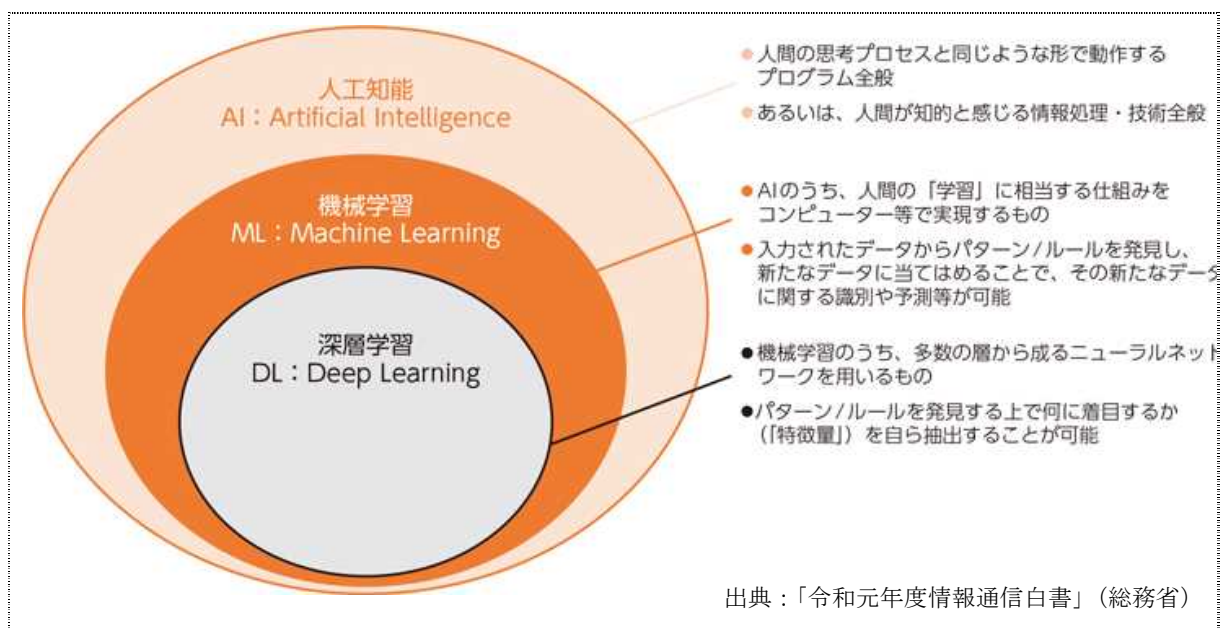 人工知能
AI：Artificial Intelligence
機械学習
ML：Machine Learning
深層学習
DL：Deep Learning
●人間の思考プロセスと同じような形で動作する
プログラム全般
●あるいは、人間が知的と感じる情報処理・技術全般
●AIのうち、人間の「学習」に相当する仕組みを
コンピューター等で実現するもの
●入力されたデータからパターン/ルールを発見し、
新たなデータに当てはめることで、その新たなデータ
に関する識別や予測等が可能
●機械学習のうち、多数の層から成るニューラルネット
ワークを用いるもの
●パターン/ルールを発見する上で何に着目するか
（「特徴量」）を自ら抽出することが可能
出典：「令和元年度情報通信白書」（総務省）